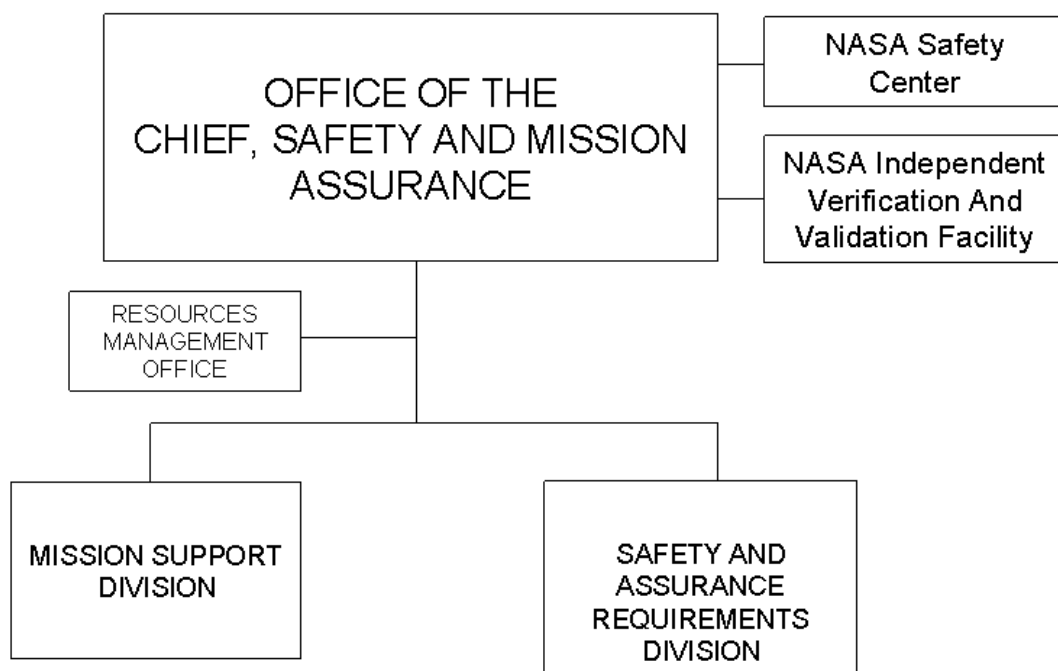 OFFICE OF THE
CHIEF, SAFETY AND MISSION
ASSURANCE
NASA Safety
Center
NASA Independent
Verification And
Validation Facility
RESOURCES
MANAGEMENT
OFFICE
MISSION SUPPORT
DIVISION
SAFETY AND
ASSURANCE
REQUIREMENTS
DIVISION